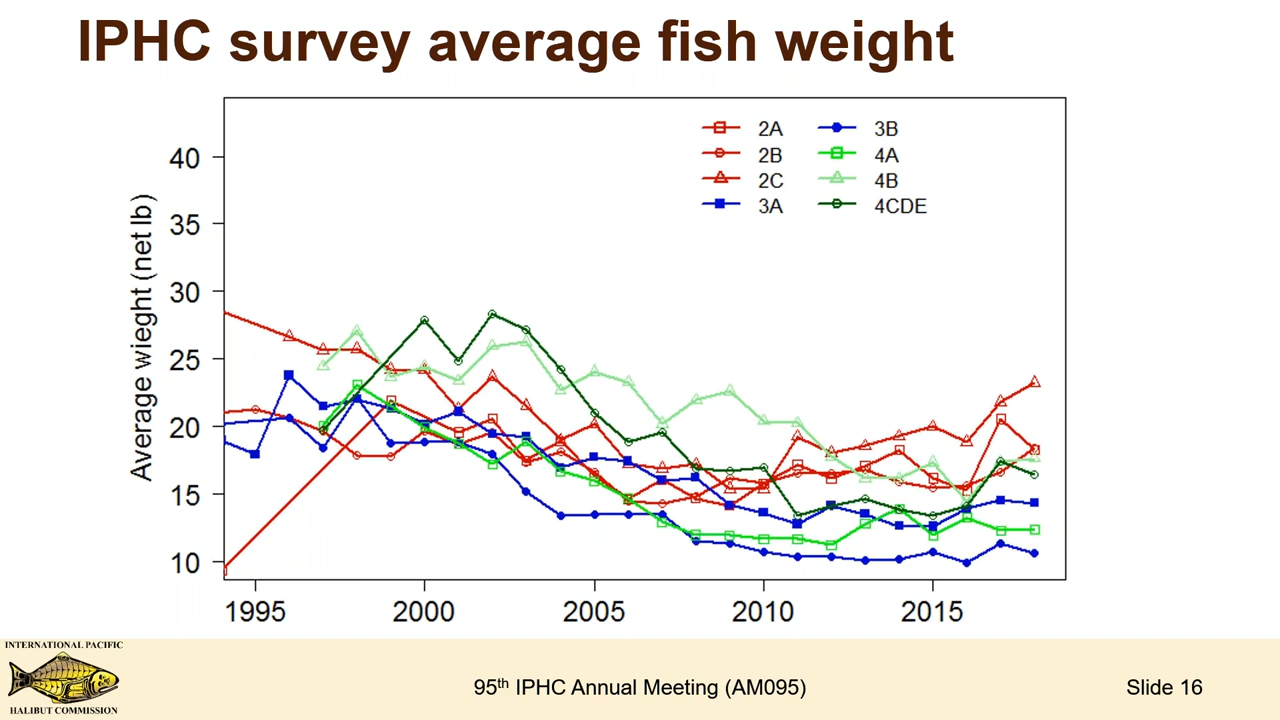 IPHC survey average fish weight
Average wieght (net lb)
40
35
30
25
20
15
10
1995
2000
2005
2010
2015
2A
2B
2C
3A
3B
4A
4B
4CDE
INTERNATIONAL PACIFIC
HALIBUT COMMISSION
95th IPHC Annual Meeting (AM095)
Slide 16